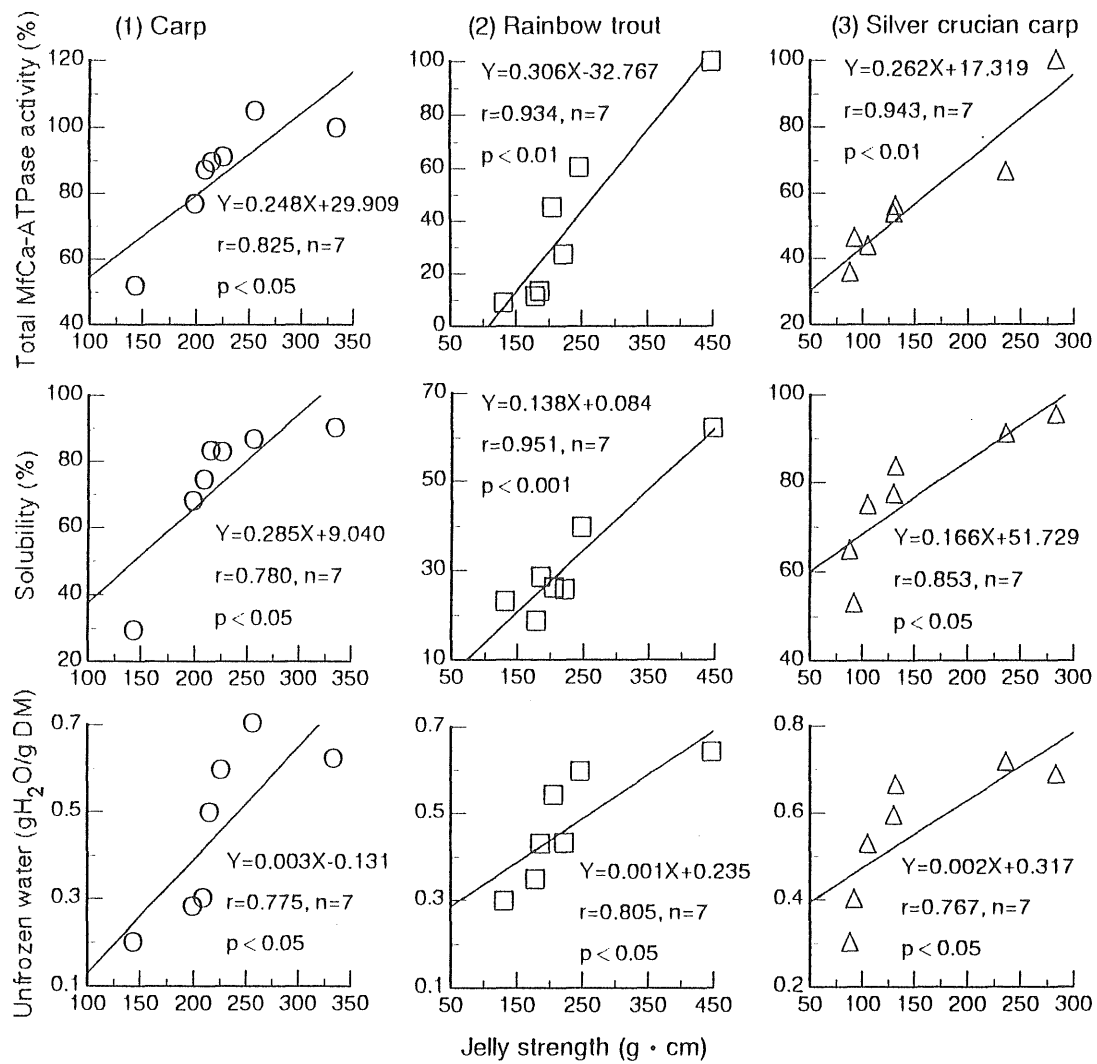 (1) Carp
(2) Rainbow trout
(3) Silver crucian carp
Total MfCa-ATPase activity (%)
120
100
80
60
40
100 150 200 250 300 350
Y=0.248X+29.909
r=0.825, n=7
p < 0.05
100
80
60
40
20
0
50 150 250 350 450
Y=0.306X-32.767
r=0.934, n=7
p < 0.01
100
80
60
40
20
50 100 150 200 250 300
Y=0.262X+17.319
r=0.943, n=7
p < 0.01
Solubility (%)
100
80
60
40
20
100 150 200 250 300 350
Y=0.285X+9.040
r=0.780, n=7
p < 0.05
70
50
30
10
50 150 250 350 450
Y=0.138X+0.084
r=0.951, n=7
p < 0.001
100
80
60
40
50 100 150 200 250 300
Y=0.166X+51.729
r=0.853, n=7
p < 0.05
Unfrozen water (gH₂O/g DM)
0.7
0.5
0.3
0.1
100 150 200 250 300 350
Y=0.003X-0.131
r=0.775, n=7
p < 0.05
0.7
0.5
0.3
0.1
50 150 250 350 450
Y=0.001X+0.235
r=0.805, n=7
p < 0.05
0.8
0.6
0.4
0.2
50 100 150 200 250 300
Y=0.002X+0.317
r=0.767, n=7
p < 0.05
Jelly strength (g・cm)